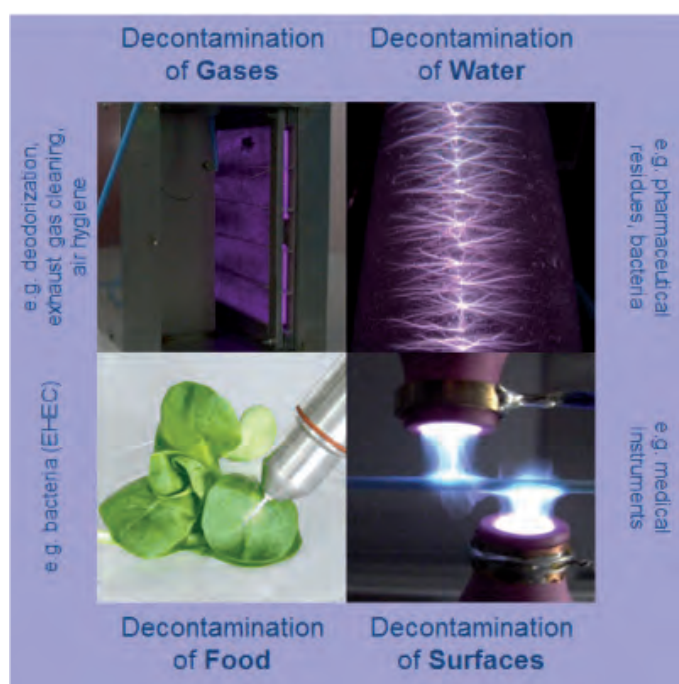 Decontamination
of Gases
Decontamination
of Water
e.g. deodorization,
exhaust gas cleaning,
air hygiene
e.g. pharmaceutical
residues, bacteria
e.g. bacteria (EHEC)
e.g. medical
instruments
Decontamination
of Food
Decontamination
of Surfaces